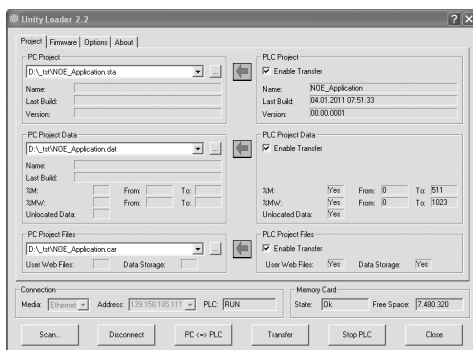 Unity Loader 2.2
Project Firmware Options About
PC Project
D:\_tst\NOE_Application.sta ...
Name:
Last Build:
Version:
PLC Project
Enable Transfer
Name: NOE_Application
Last Build: 04.01.2011 07:51:33
Version: 00.00.0001
PC Project Data
D:\_tst\NOE_Application.dat ...
Name:
Last Build:
%M: From: To:
%MW: From: To:
Unlocated Data:
PLC Project Data
Enable Transfer
%M: Yes From: 0 To: 511
%MW: Yes From: 0 To: 1023
Unlocated Data: Yes
PC Project Files
D:\_tst\NOE_Application.car ...
User Web Files: Data Storage:
PLC Project Files
Enable Transfer
User Web Files: Yes Data Storage: Yes
Connection
Media: Ethernet Address: 139.158.105.111 PLC: RUN
Memory Card
State: Ok Free Space: 7.480.320
Scan... Disconnect PC <=> PLC Transfer Stop PLC Close